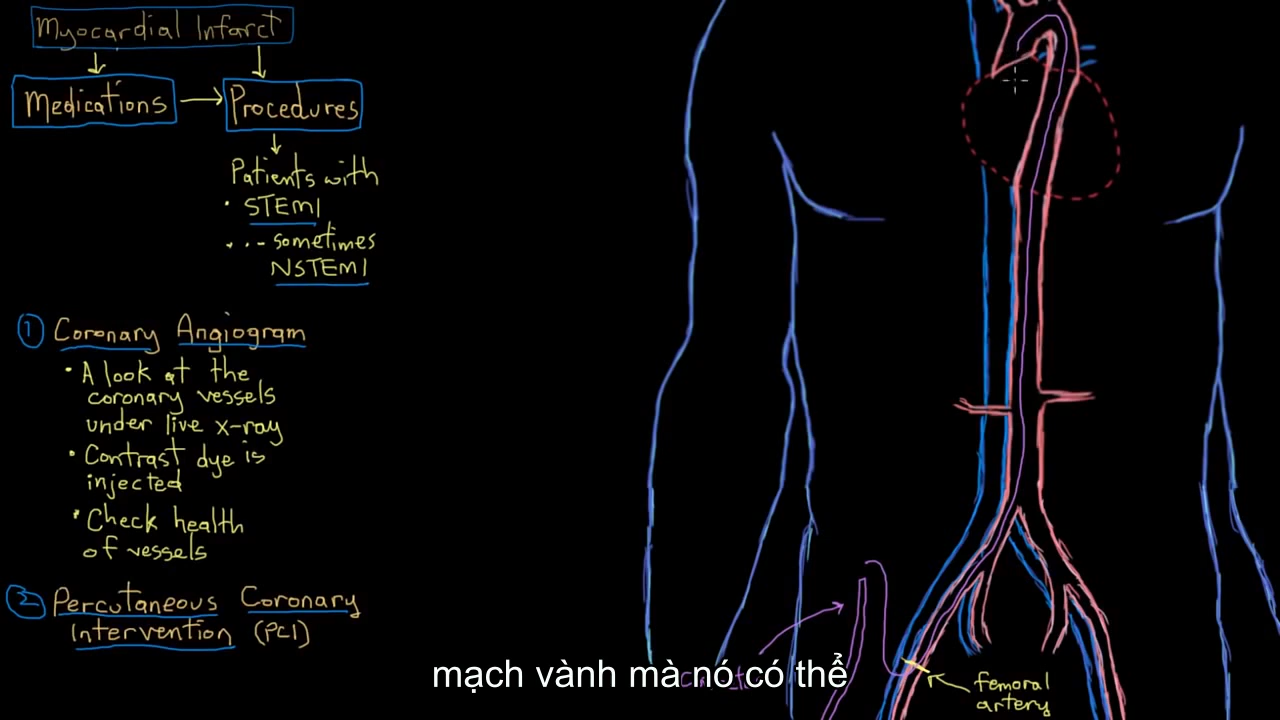 Myocardial Infarct
Medications
Procedures
Patients with
• STEMI
... sometimes
NSTEMI
① Coronary Angiogram
• A look at the
coronary vessels
under live x-ray
• Contrast dye is
injected
• Check health
of vessels
② Percutaneous Coronary
Intervention (PCI)
femoral
artery
mạch vành mà nó có thể